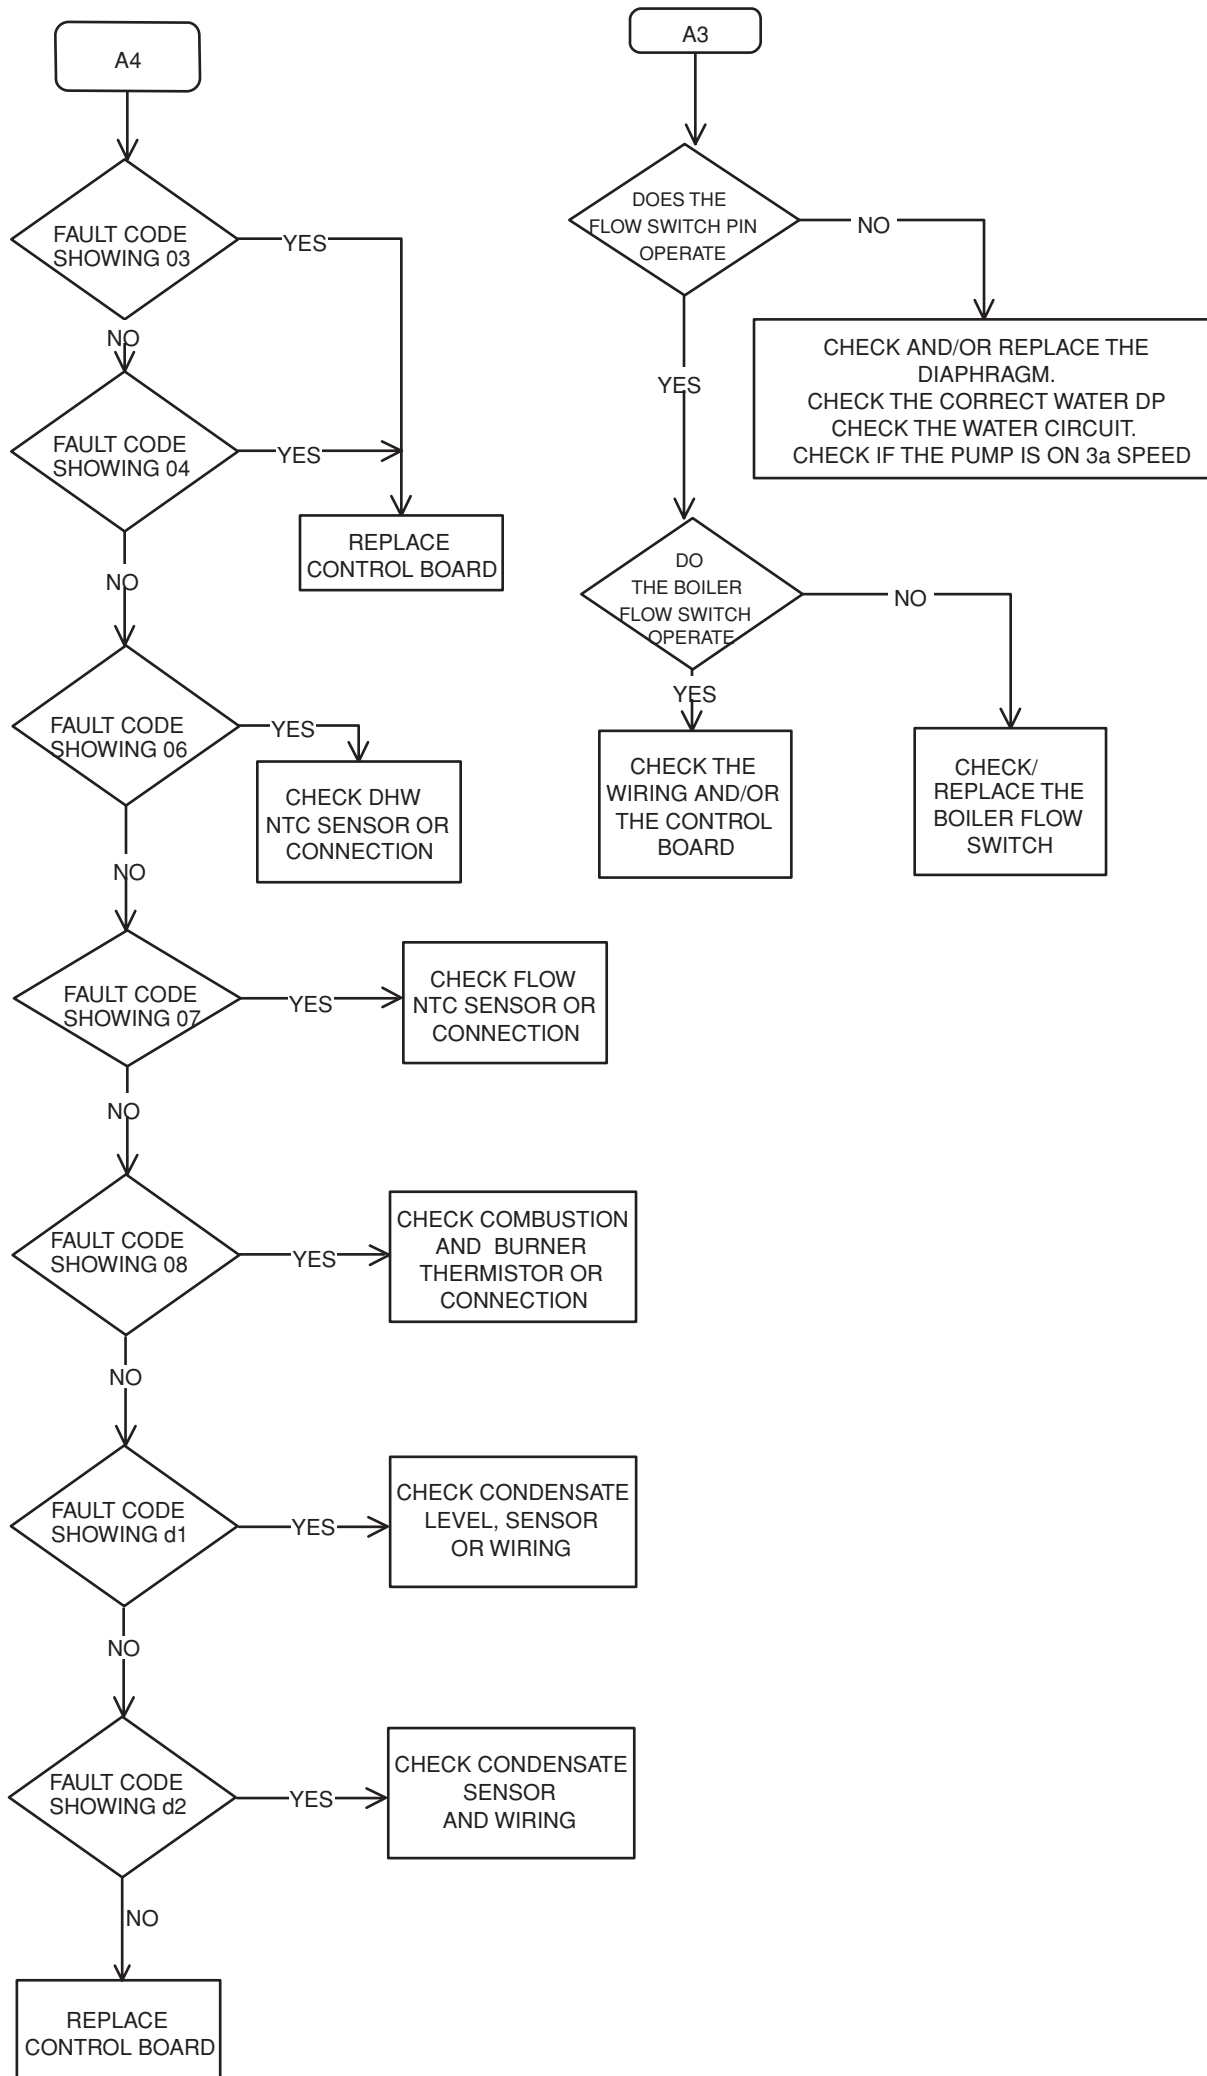 A4
FAULT CODE
SHOWING 03
YES
NO
FAULT CODE
SHOWING 04
YES
REPLACE
CONTROL BOARD
NO
FAULT CODE
SHOWING 06
YES
CHECK DHW
NTC SENSOR OR
CONNECTION
NO
FAULT CODE
SHOWING 07
YES
CHECK FLOW
NTC SENSOR OR
CONNECTION
NO
FAULT CODE
SHOWING 08
YES
CHECK COMBUSTION
AND BURNER
THERMISTOR OR
CONNECTION
NO
FAULT CODE
SHOWING d1
YES
CHECK CONDENSATE
LEVEL, SENSOR
OR WIRING
NO
FAULT CODE
SHOWING d2
YES
CHECK CONDENSATE
SENSOR
AND WIRING
NO
REPLACE
CONTROL BOARD
A3
DOES THE
FLOW SWITCH PIN
OPERATE
NO
CHECK AND/OR REPLACE THE
DIAPHRAGM.
CHECK THE CORRECT WATER DP
CHECK THE WATER CIRCUIT.
CHECK IF THE PUMP IS ON 3a SPEED
YES
DO
THE BOILER
FLOW SWITCH
OPERATE
NO
YES
CHECK THE
WIRING AND/OR
THE CONTROL
BOARD
CHECK/
REPLACE THE
BOILER FLOW
SWITCH